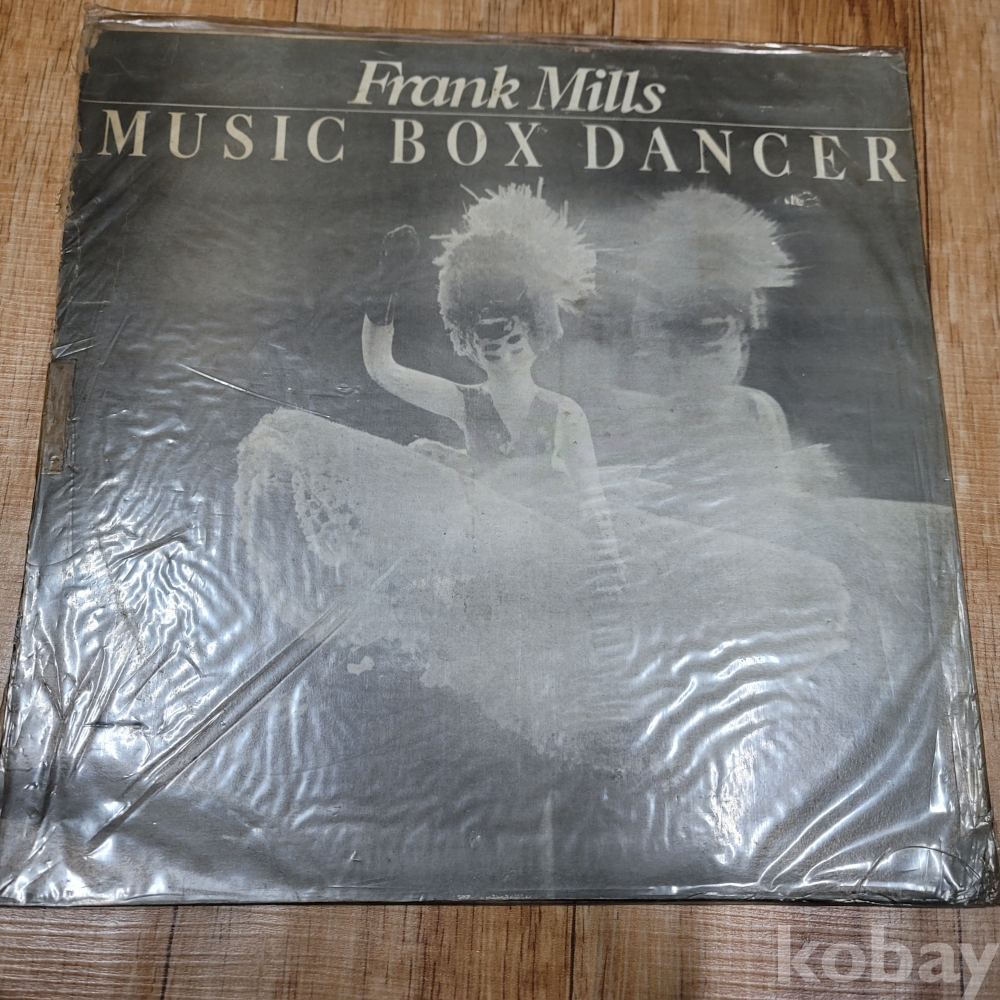 Frank Mills
MUSIC BOX DANCER
kobay